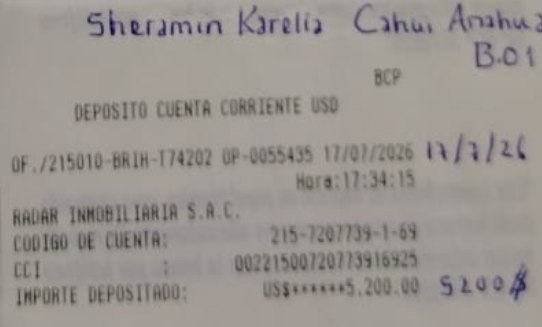 Sheramin Karelia Cahui Anahua
B.01
BCP
DEPOSITO CUENTA CORRIENTE USD
OF./215010-BRIH-T74202 OP-0055435 17/07/2026 17/7/26
Hora:17:34:15
RADAR INMOBILIARIA S.A.C.
CODIGO DE CUENTA: 215-7207739-1-69
CCI : 00221500720773916925
IMPORTE DEPOSITADO: US$******5.200.00 5200$